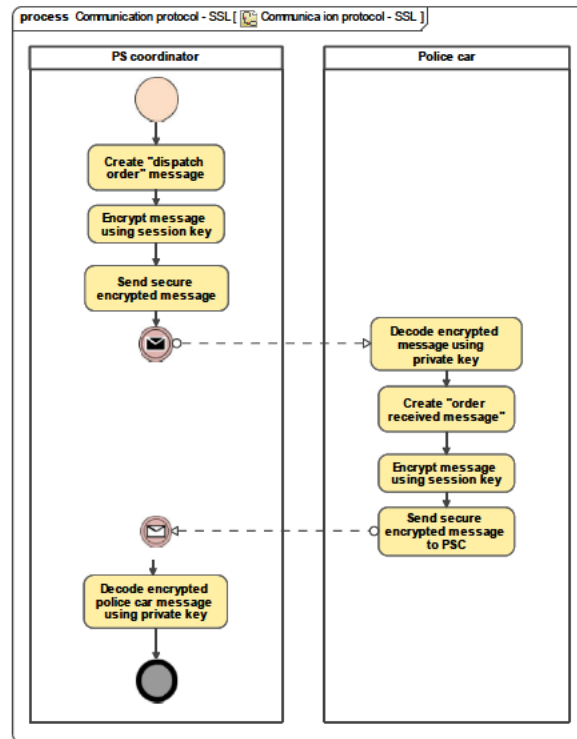 process Communication protocol - SSL [ Communica ion protocol - SSL ]
PS coordinator
Police car
Create "dispatch
order" message
Encrypt message
using session key
Send secure
encrypted message
Decode encrypted
message using
private key
Create "order
received message"
Encrypt message
using session key
Send secure
encrypted message
to PSC
Decode encrypted
police car message
using private key